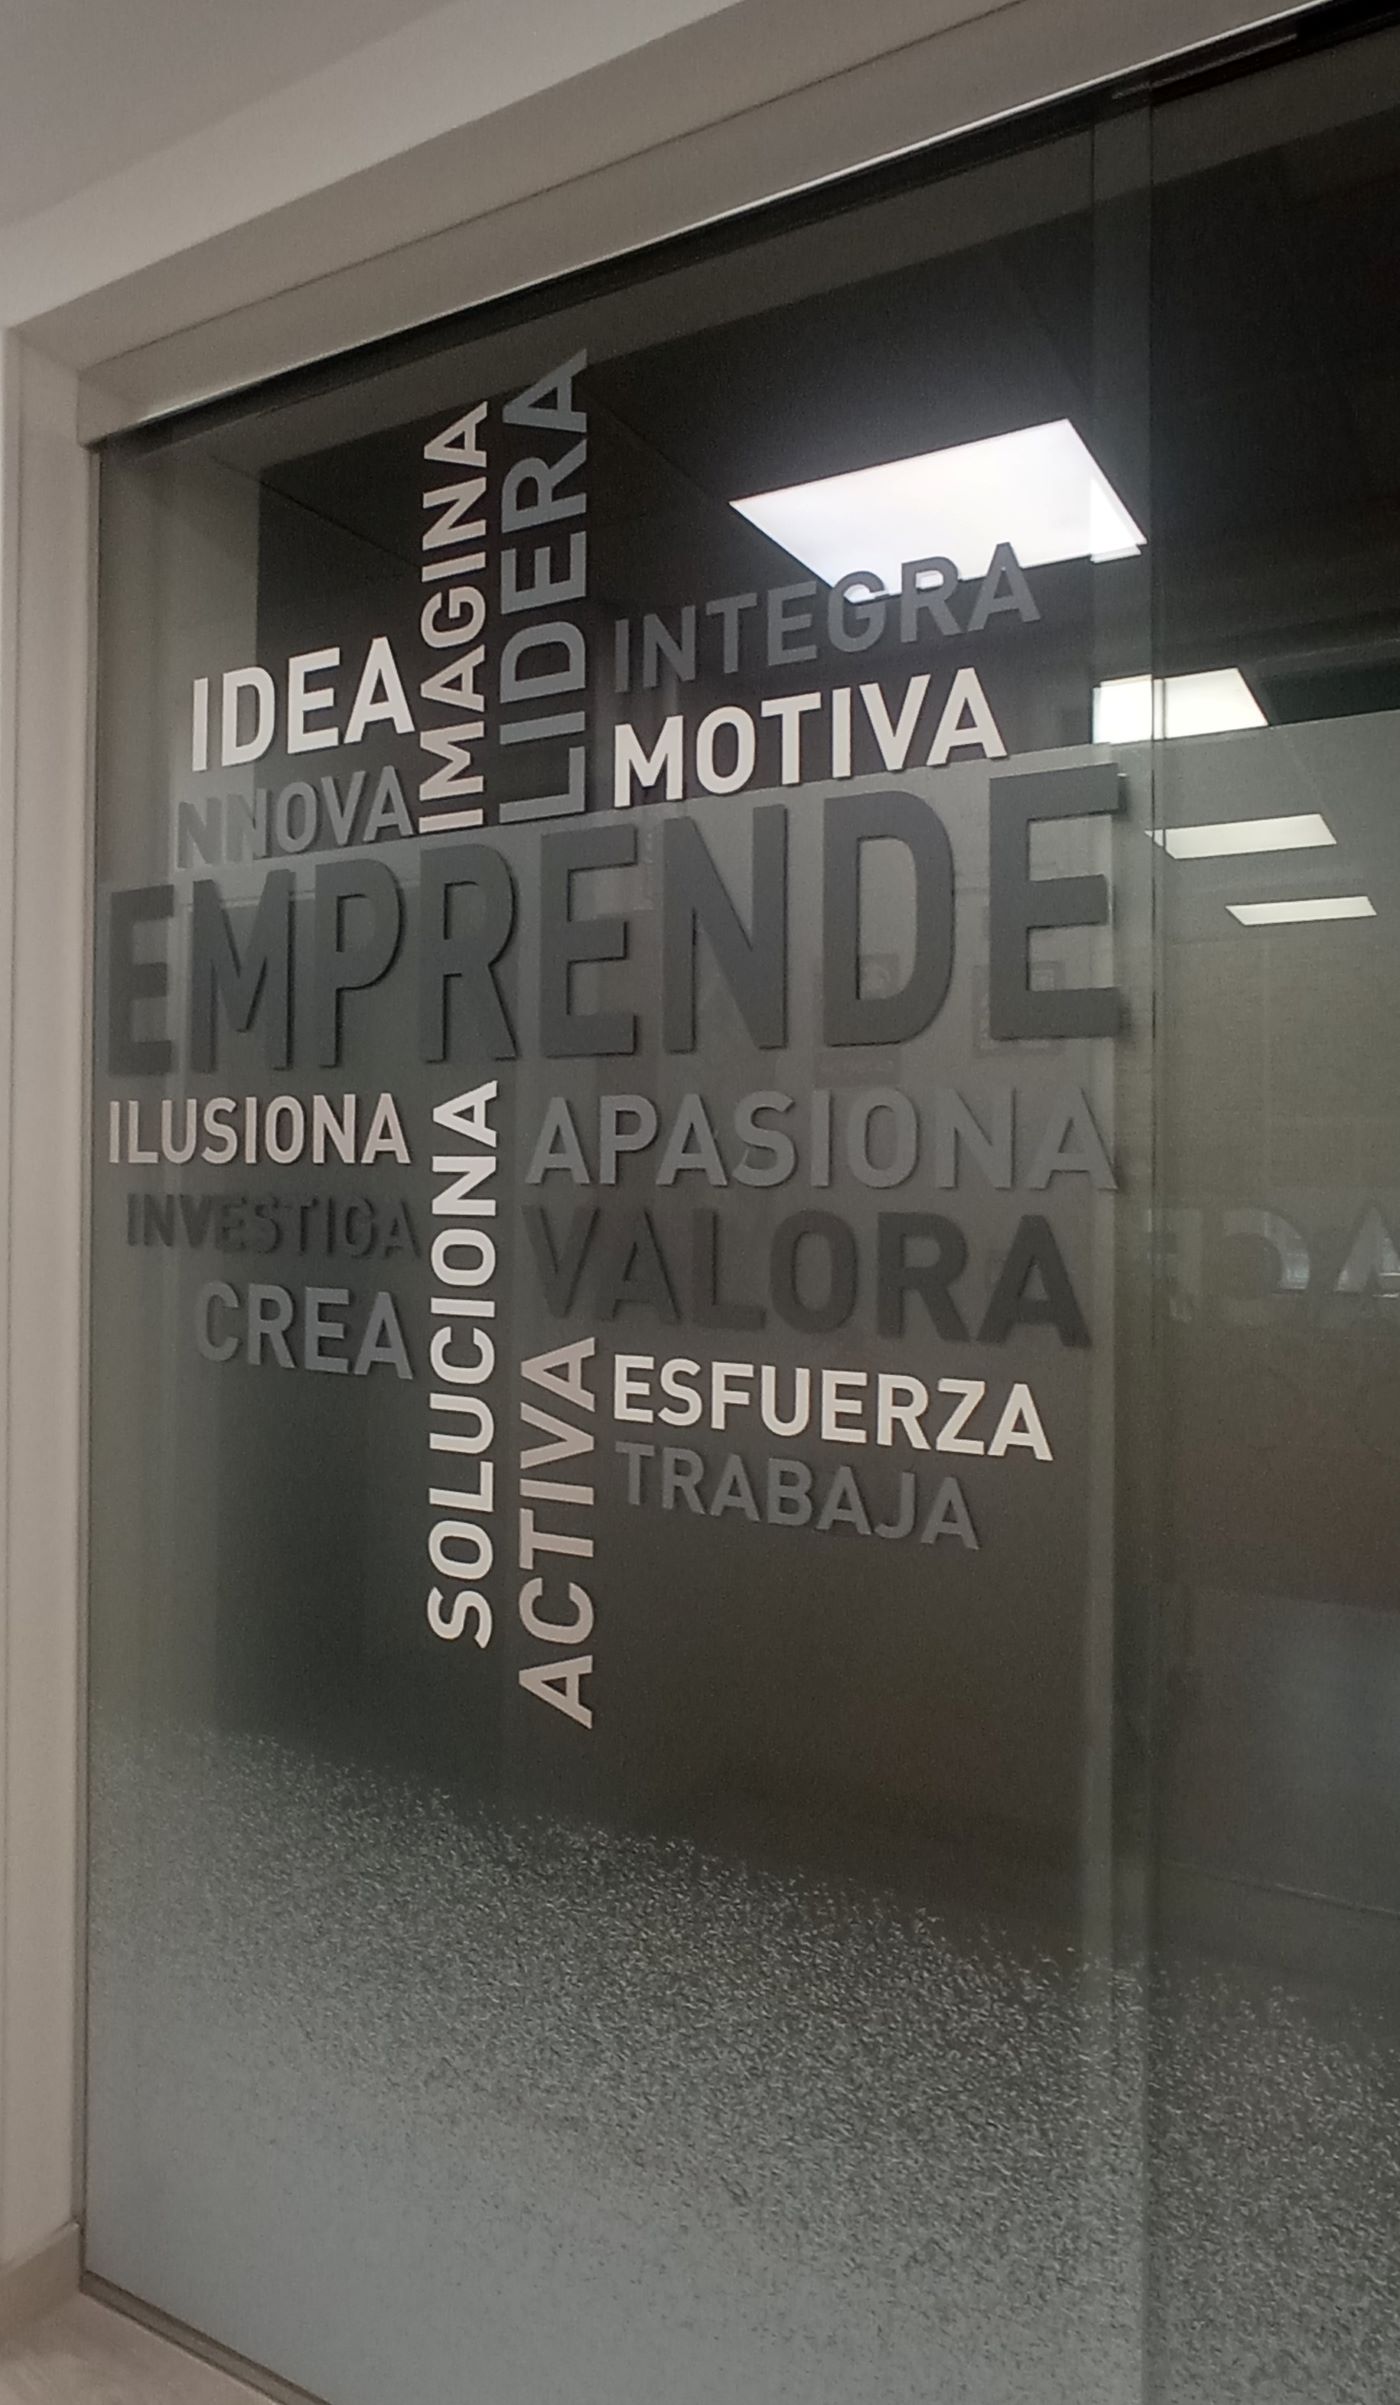 IMAGINA
LIDERA
IDEA
INTEGRA
NNOVA
MOTIVA
EMPRENDE
ILUSIONA
SOLUCIONA
APASIONA
INVESTIGA
VALORA
CREA
ACTIVA
ESFUERZA
TRABAJA